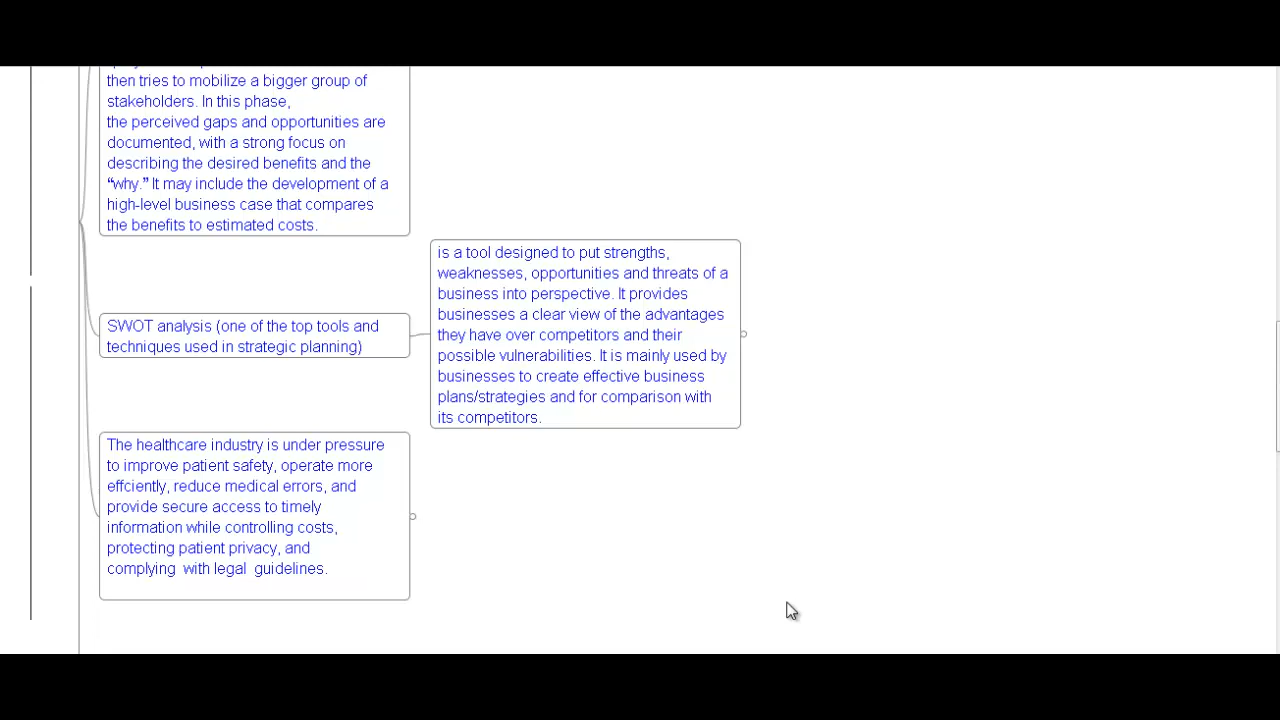 then tries to mobilize a bigger group of
stakeholders. In this phase,
the perceived gaps and opportunities are
documented, with a strong focus on
describing the desired benefits and the
“why.” It may include the development of a
high-level business case that compares
the benefits to estimated costs.
SWOT analysis (one of the top tools and
techniques used in strategic planning)
is a tool designed to put strengths,
weaknesses, opportunities and threats of a
business into perspective. It provides
businesses a clear view of the advantages
they have over competitors and their
possible vulnerabilities. It is mainly used by
businesses to create effective business
plans/strategies and for comparison with
its competitors.
The healthcare industry is under pressure
to improve patient safety, operate more
effciently, reduce medical errors, and
provide secure access to timely
information while controlling costs,
protecting patient privacy, and
complying with legal guidelines.